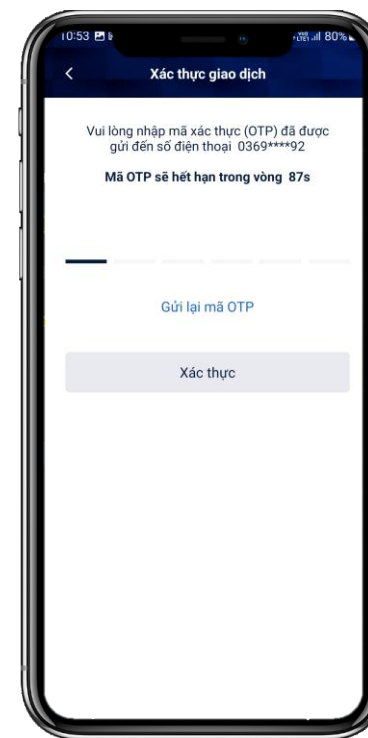 10:53
80%
Xác thực giao dịch
Vui lòng nhập mã xác thực (OTP) đã được
gửi đến số điện thoại 0369****92
Mã OTP sẽ hết hạn trong vòng 87s
Gửi lại mã OTP
Xác thực